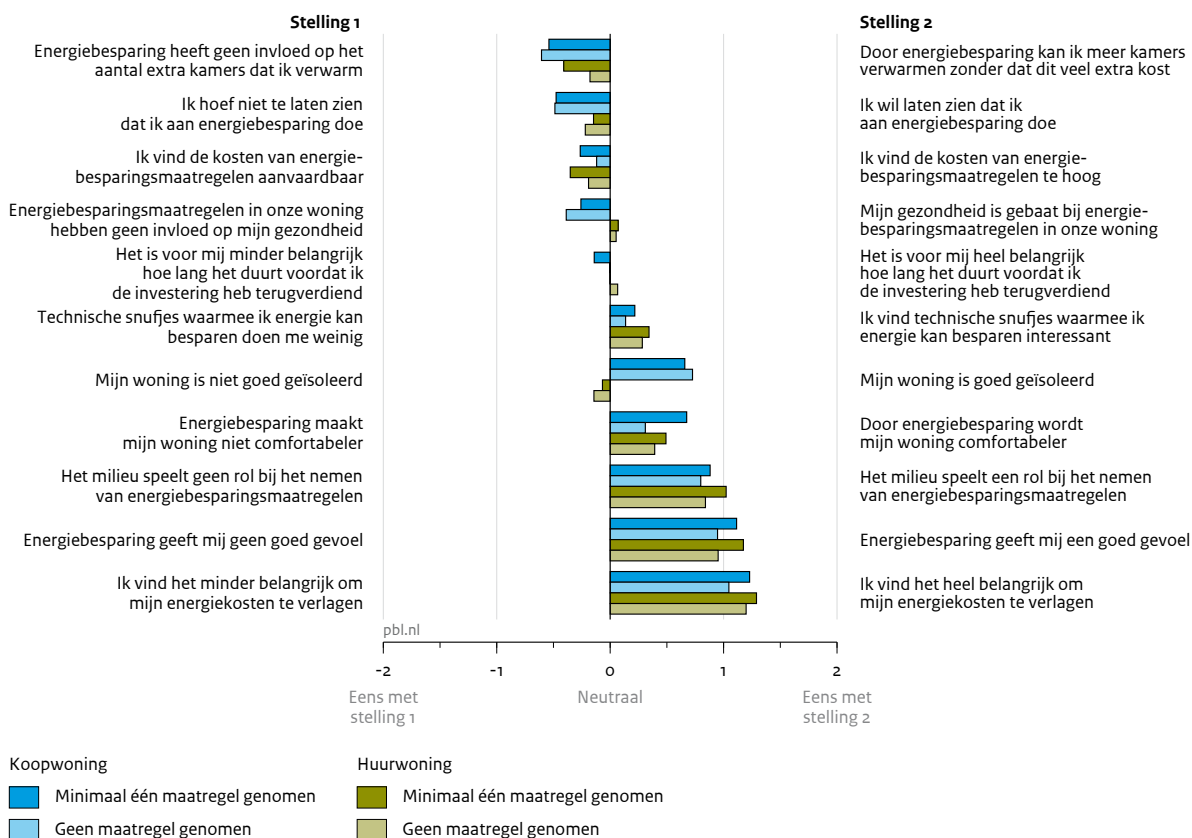 Stelling 1
Stelling 2
Energiebesparing heeft geen invloed op het
aantal extra kamers dat ik verwarm
Door energiebesparing kan ik meer kamers
verwarmen zonder dat dit veel extra kost
Ik hoef niet te laten zien
dat ik aan energiebesparing doe
Ik wil laten zien dat ik
aan energiebesparing doe
Ik vind de kosten van energie-
besparingsmaatregelen aanvaardbaar
Ik vind de kosten van energie-
besparingsmaatregelen te hoog
Energiebesparingsmaatregelen in onze woning
hebben geen invloed op mijn gezondheid
Mijn gezondheid is gebaat bij energie-
besparingsmaatregelen in onze woning
Het is voor mij minder belangrijk
hoe lang het duurt voordat ik
de investering heb terugverdiend
Het is voor mij heel belangrijk
hoe lang het duurt voordat ik
de investering heb terugverdiend
Technische snufjes waarmee ik energie kan
besparen doen me weinig
Ik vind technische snufjes waarmee ik
energie kan besparen interessant
Mijn woning is niet goed geïsoleerd
Mijn woning is goed geïsoleerd
Energiebesparing maakt
mijn woning niet comfortabeler
Door energiebesparing wordt
mijn woning comfortabeler
Het milieu speelt geen rol bij het nemen
van energiebesparingsmaatregelen
Het milieu speelt een rol bij het nemen
van energiebesparingsmaatregelen
Energiebesparing geeft mij geen goed gevoel
Energiebesparing geeft mij een goed gevoel
Ik vind het minder belangrijk om
mijn energiekosten te verlagen
Ik vind het heel belangrijk om
mijn energiekosten te verlagen
pbl.nl
-2 -1 0 1 2
Eens met
stelling 1
Neutraal
Eens met
stelling 2
Koopwoning
Minimaal één maatregel genomen
Geen maatregel genomen
Huurwoning
Minimaal één maatregel genomen
Geen maatregel genomen